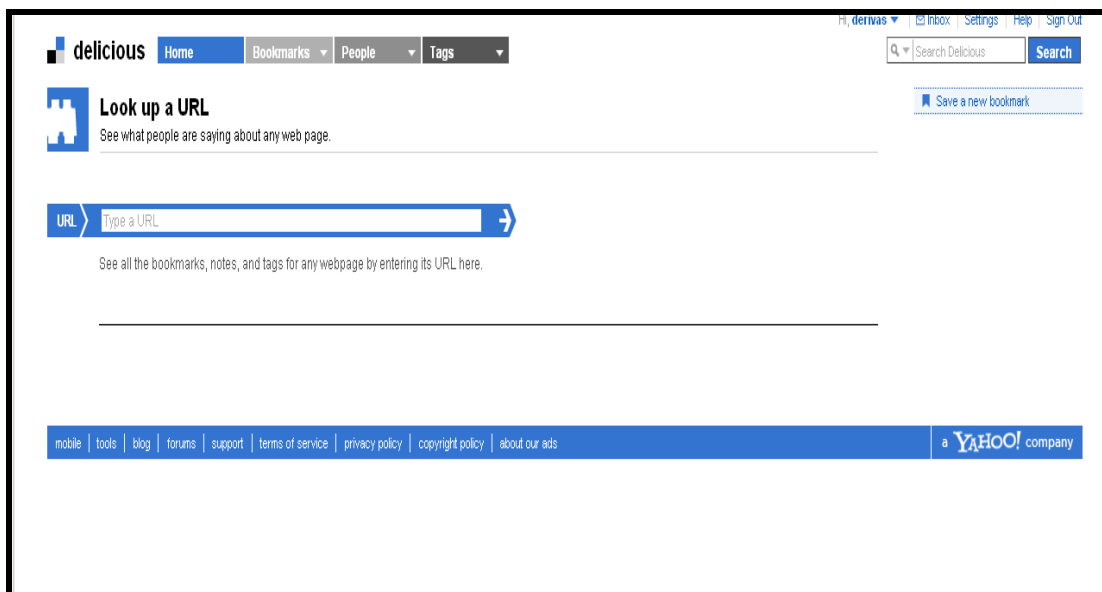 Hi, derivas Inbox Settings Help Sign Out
delicious Home Bookmarks People Tags Search Delicious Search
Look up a URL
See what people are saying about any web page.
Save a new bookmark
URL Type a URL
See all the bookmarks, notes, and tags for any webpage by entering its URL here.
mobile | tools | blog | forums | support | terms of service | privacy policy | copyright policy | about our ads a YAHOO! company